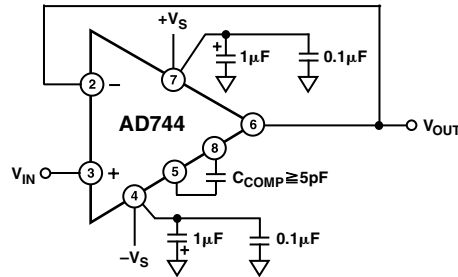 +VS
+
1µF
0.1µF
7
2
–
AD744
6
VOUT
8
VIN
3
+
5
CCOMP ≧ 5pF
4
1µF
+
0.1µF
–VS